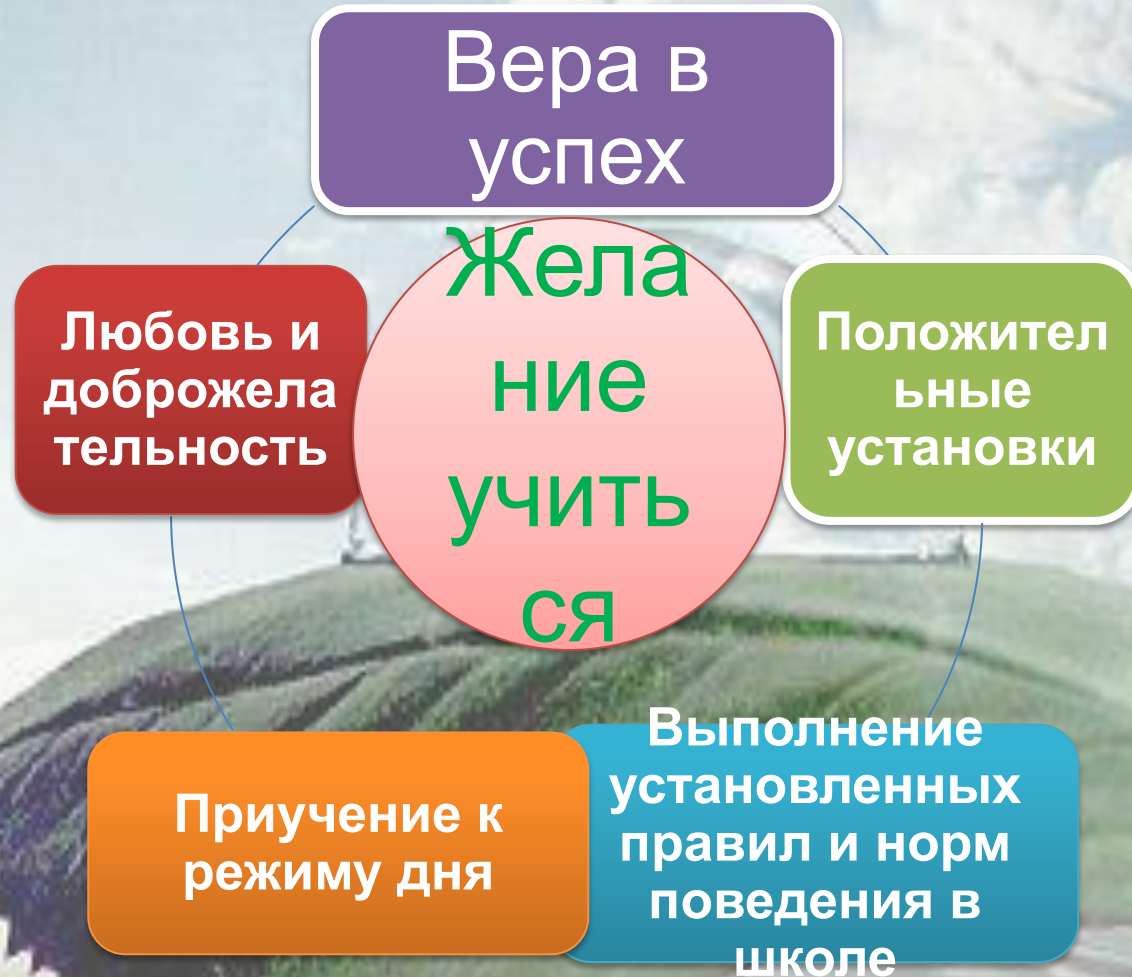 Вера в
успех
Жела
ние
учить
ся
Любовь и
доброжела
тельность
Положител
ьные
установки
Приучение к
режиму дня
Выполнение
установленных
правил и норм
поведения в
школе